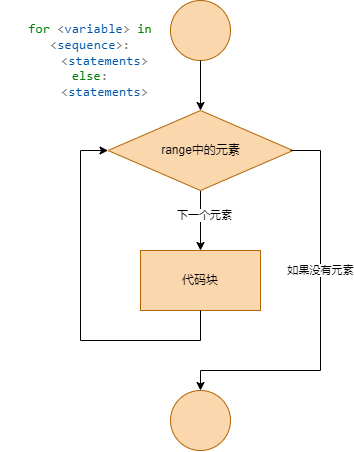 for <variable> in
<sequence>:
<statements>
else:
<statements>
range中的元素
下一个元素
代码块
如果没有元素